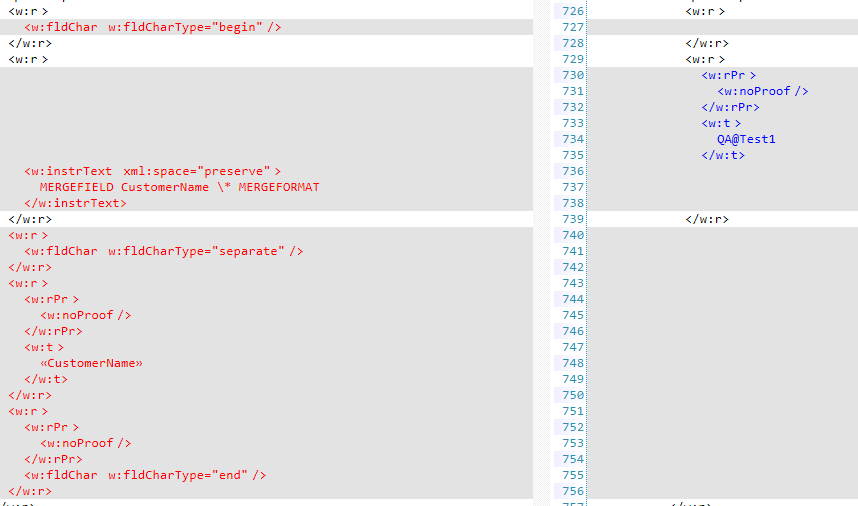 <w:r >
<w:fldChar w:fldCharType="begin" />
</w:r>
<w:r >
<w:instrText xml:space="preserve" >
MERGEFIELD CustomerName \* MERGEFORMAT
</w:instrText>
</w:r>
<w:r >
<w:fldChar w:fldCharType="separate" />
</w:r>
<w:r >
<w:rPr >
<w:noProof />
</w:rPr>
<w:t >
«CustomerName»
</w:t>
</w:r>
<w:r >
<w:rPr >
<w:noProof />
</w:rPr>
<w:fldChar w:fldCharType="end" />
</w:r>
726 <w:r >
727
728 </w:r>
729 <w:r >
730 <w:rPr >
731 <w:noProof />
732 </w:rPr>
733 <w:t >
734 QA@Test1
735 </w:t>
736
737
738
739 </w:r>
740
741
742
743
744
745
746
747
748
749
750
751
752
753
754
755
756